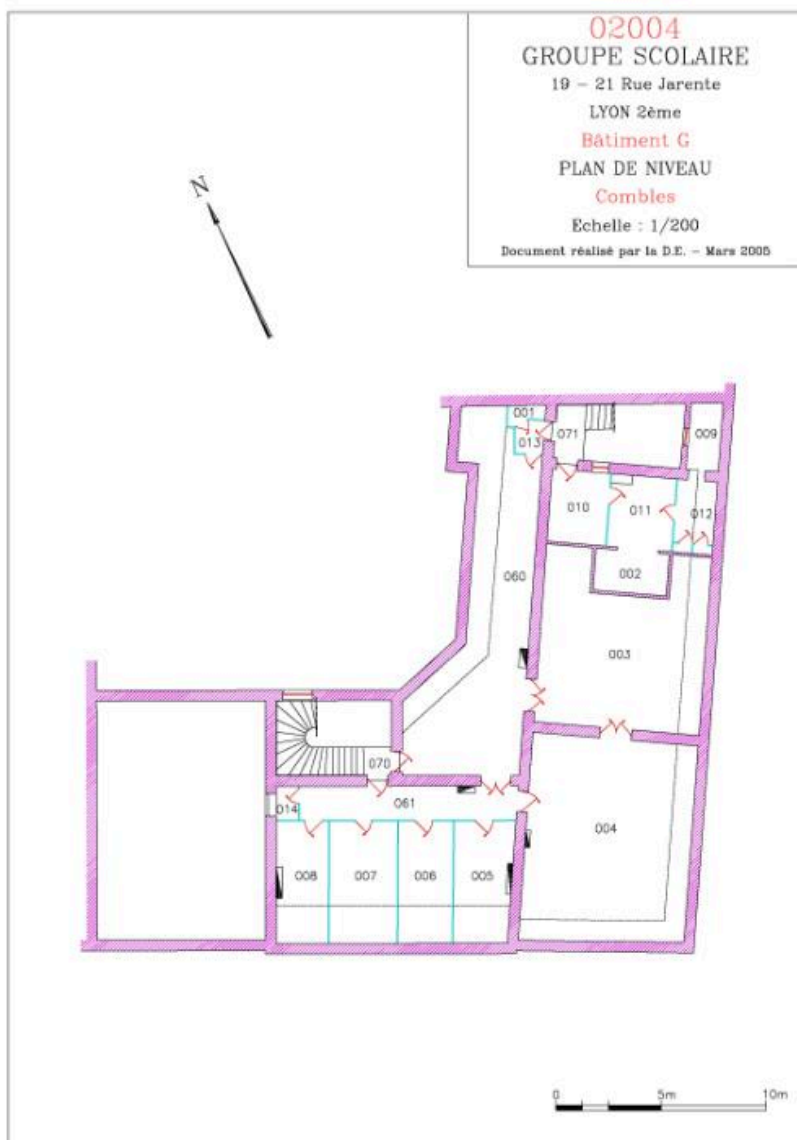 02004
GROUPE SCOLAIRE
19 - 21 Rue Jarente
LYON 2ème
Bâtiment G
PLAN DE NIVEAU
Combles
Echelle : 1/200
Document réalisé par la D.E. - Mars 2005
N
001
071
009
013
010
011
012
002
060
003
070
014
061
004
008
007
006
005
0
5m
10m